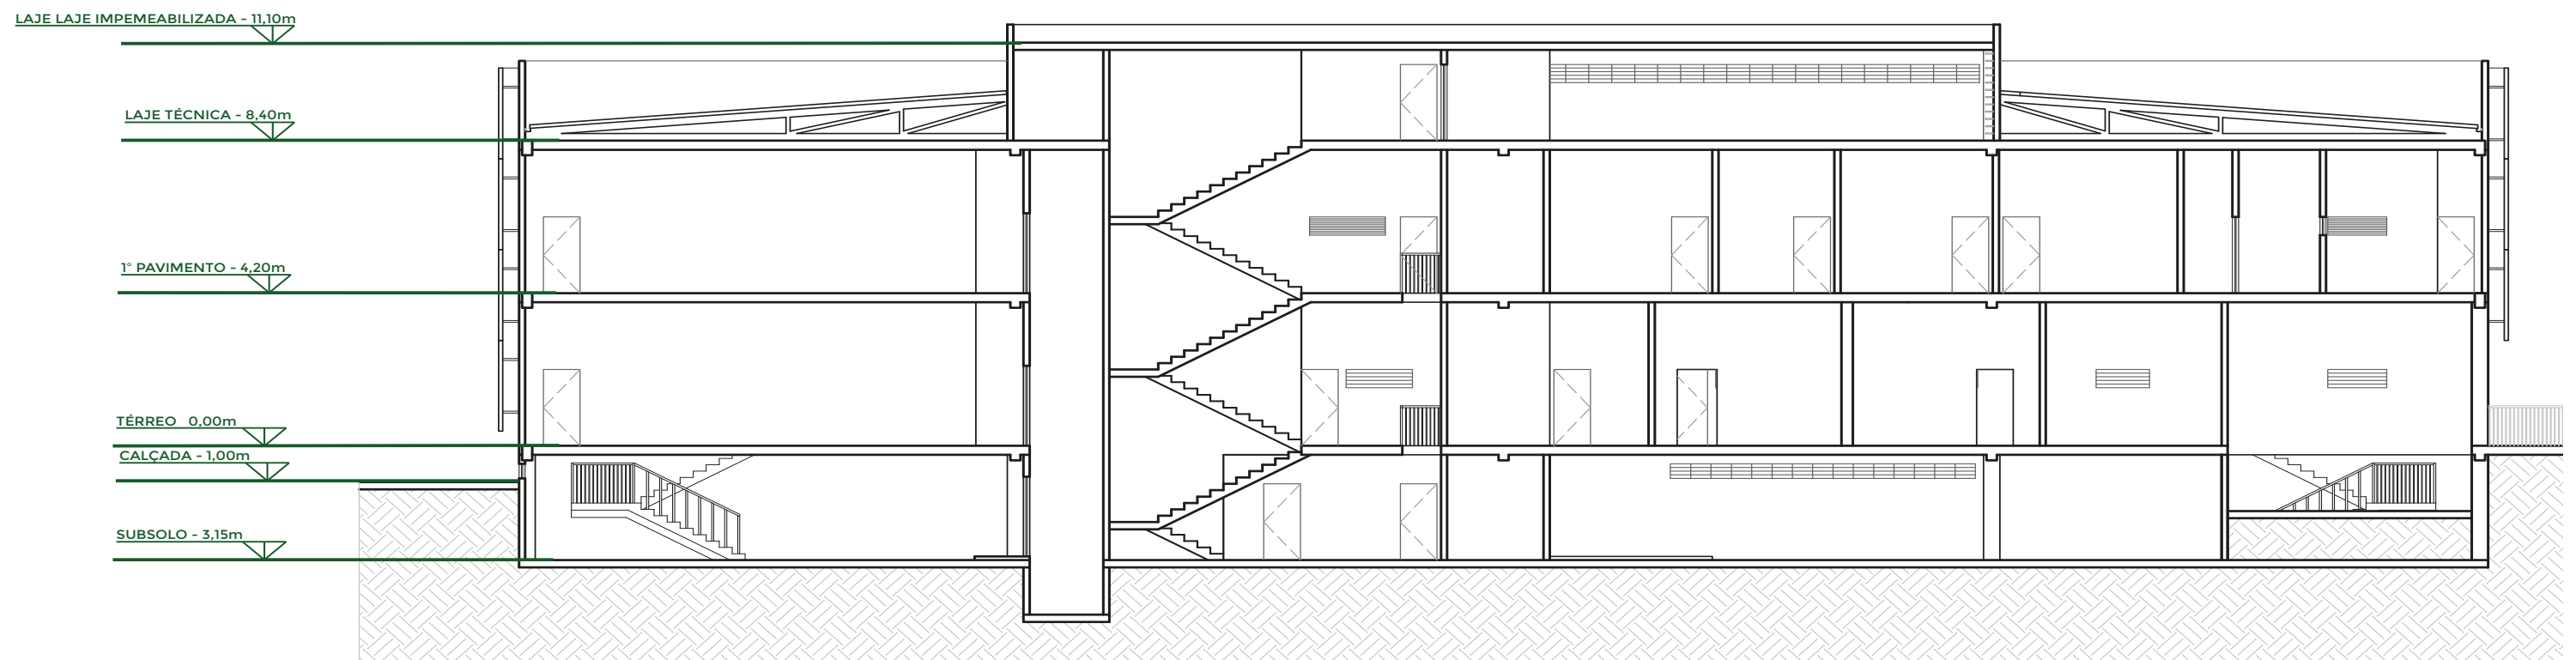 LAJE LAJE IMPEMEABILIZADA - 11,10m
LAJE TÉCNICA - 8,40m
1° PAVIMENTO - 4,20m
TÉRREO 0,00m
CALÇADA - 1,00m
SUBSOLO - 3,15m